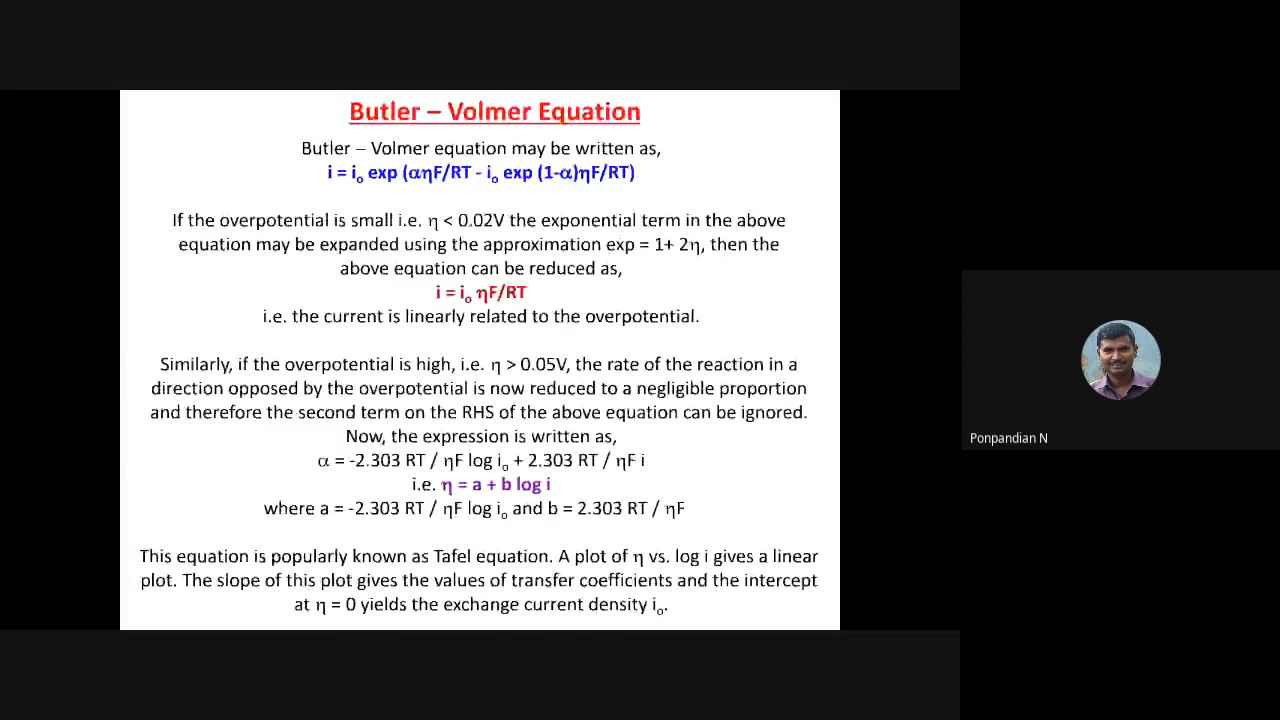 Butler – Volmer Equation
Butler – Volmer equation may be written as,
i = io exp (αηF/RT - io exp (1-α)ηF/RT)
If the overpotential is small i.e. η < 0.02V the exponential term in the above
equation may be expanded using the approximation exp = 1+ 2η, then the
above equation can be reduced as,
i = io ηF/RT
i.e. the current is linearly related to the overpotential.
Similarly, if the overpotential is high, i.e. η > 0.05V, the rate of the reaction in a
direction opposed by the overpotential is now reduced to a negligible proportion
and therefore the second term on the RHS of the above equation can be ignored.
Now, the expression is written as,
α = -2.303 RT / ηF log io + 2.303 RT / ηF i
i.e. η = a + b log i
where a = -2.303 RT / ηF log io and b = 2.303 RT / ηF
This equation is popularly known as Tafel equation. A plot of η vs. log i gives a linear
plot. The slope of this plot gives the values of transfer coefficients and the intercept
at η = 0 yields the exchange current density io.
Ponpandian N